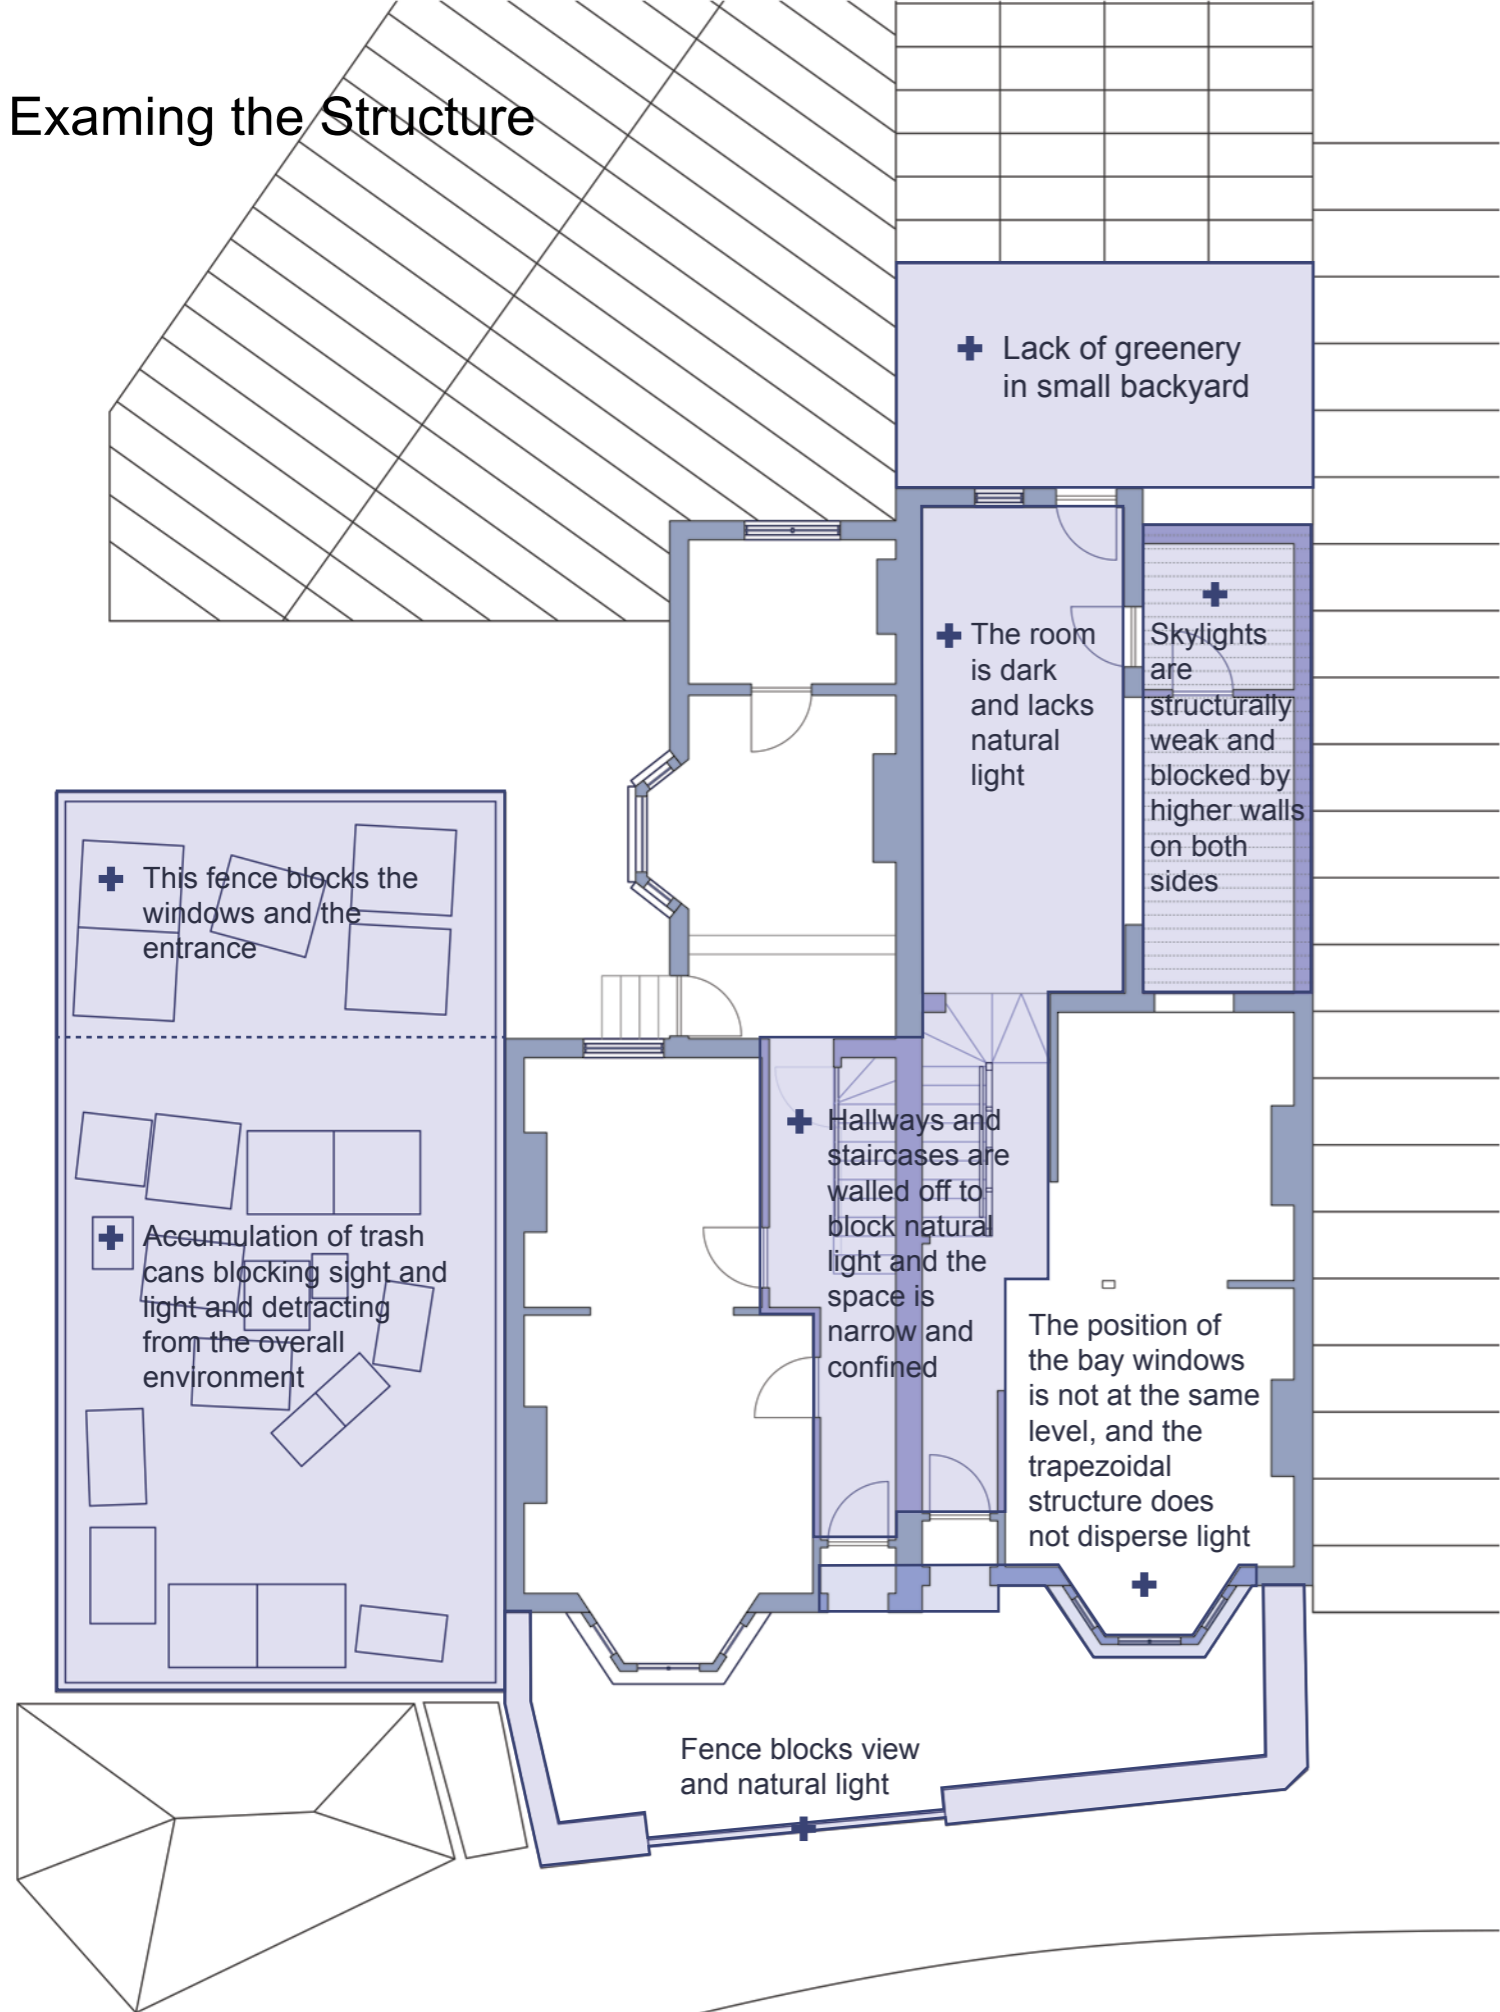 Examing the Structure
Lack of greenery
in small backyard
The room
is dark
and lacks
natural
light
Skylights
are
structurally
weak and
blocked by
higher walls
on both
sides
This fence blocks the
windows and the
entrance
Hallways and
staircases are
walled off to
block natural
light and the
space is
narrow and
confined
Accumulation of trash
cans blocking sight and
light and detracting
from the overall
environment
The position of
the bay windows
is not at the same
level, and the
trapezoidal
structure does
not disperse light
Fence blocks view
and natural light